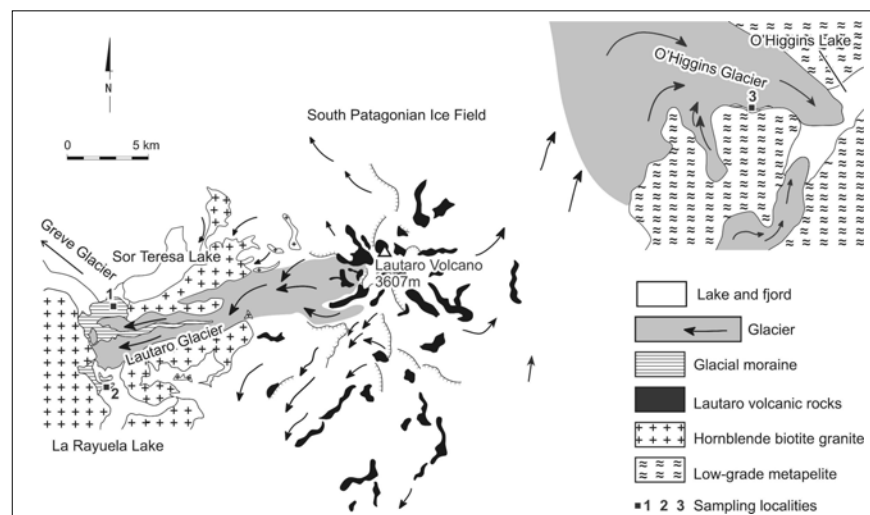 O'Higgins Lake
O'Higgins Glacier
3
N
South Patagonian Ice Field
0 5 km
Greve Glacier
Sor Teresa Lake
Lautaro Volcano
3607m
1
Lautaro Glacier
2
La Rayuela Lake
Lake and fjord
Glacier
Glacial moraine
Lautaro volcanic rocks
Hornblende biotite granite
Low-grade metapelite
1 2 3 Sampling localities